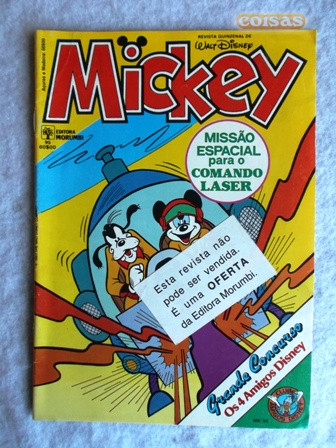 coisas
REVISTA QUINZENAL DE
WALT DISNEY
Mickey
EDITORA
MORUMBI
MISSÃO
ESPACIAL
para o
COMANDO
LASER
Esta revista não
pode ser vendida.
É uma OFERTA
da Editora Morumbi.
Grande Concurso
Os 4 Amigos Disney